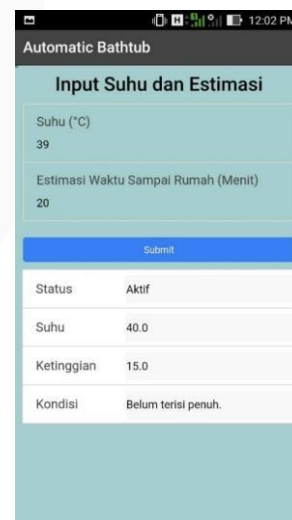 12:02 PM
Automatic Bathtub
Input Suhu dan Estimasi
Suhu (°C)
39
Estimasi Waktu Sampai Rumah (Menit)
20
Submit
Status Aktif
Suhu 40.0
Ketinggian 15.0
Kondisi Belum terisi penuh.